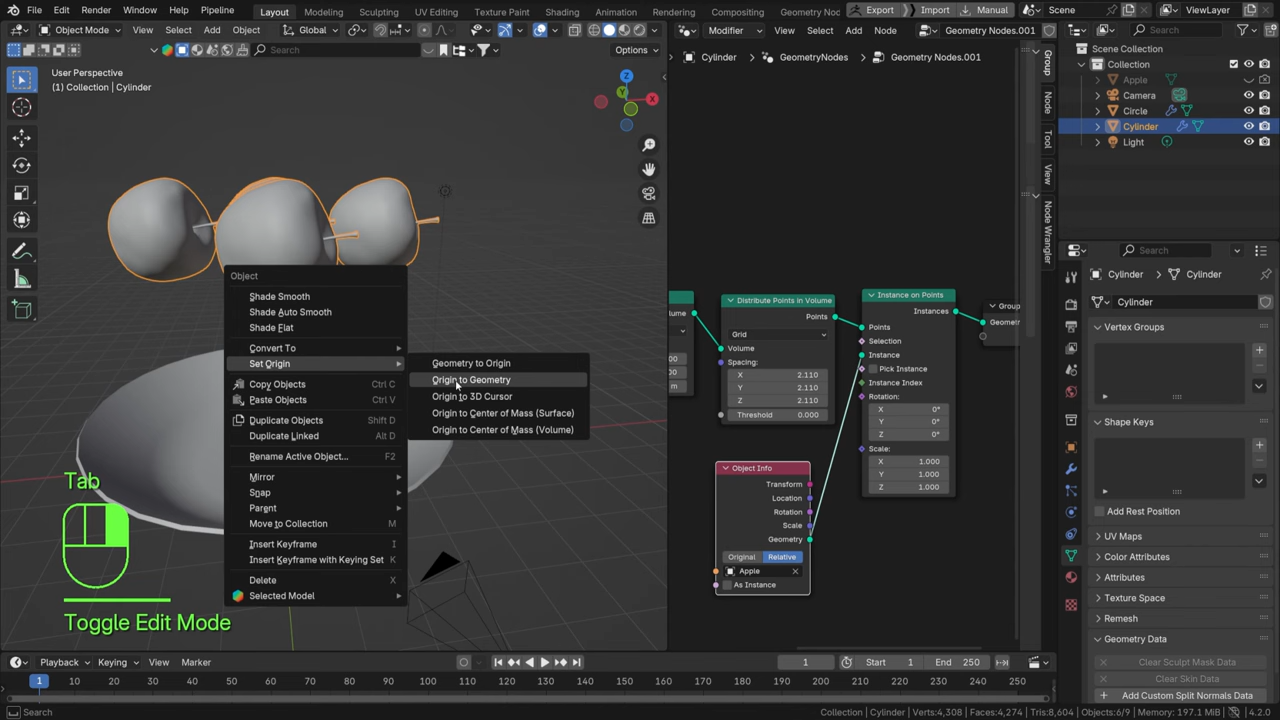 File Edit Render Window Help Pipeline Layout Modeling Sculpting UV Editing Texture Paint Shading Animation Rendering Compositing Geometry Noc Export Import Manual Scene ViewLayer
Object Mode View Select Add Object Global
Modifier View Select Add Node Geometry Nodes.001
Search
Search Options
User Perspective
(1) Collection | Cylinder
X
Y
Z
Cylinder GeometryNodes Geometry Nodes.001
Group
Node
Tool
View
Node Wrangler
Scene Collection
Collection
Apple
Camera
Circle
Cylinder
Light
Object
Shade Smooth
Shade Auto Smooth
Shade Flat
Convert To
Set Origin
Copy Objects Ctrl C
Paste Objects Ctrl V
Duplicate Objects Shift D
Duplicate Linked Alt D
Rename Active Object... F2
Mirror
Snap
Parent
Move to Collection M
Insert Keyframe I
Insert Keyframe with Keying Set K
Delete X
Selected Model
Geometry to Origin
Origin to Geometry
Origin to 3D Cursor
Origin to Center of Mass (Surface)
Origin to Center of Mass (Volume)
Tab
Toggle Edit Mode
lume
00
00
m
Distribute Points in Volume
Points
Grid
Volume
Spacing:
X 2.110
Y 2.110
Z 2.110
Threshold 0.000
Instance on Points
Instances
Points
Selection
Instance
Pick Instance
Instance Index
Rotation:
X 0°
Y 0°
Z 0°
Scale:
X 1.000
Y 1.000
Z 1.000
Group
Geometr
Object Info
Transform
Location
Rotation
Scale
Geometry
Original Relative
Apple
As Instance
Search
Cylinder Cylinder
Cylinder
Vertex Groups
Shape Keys
Add Rest Position
UV Maps
Color Attributes
Attributes
Texture Space
Remesh
Geometry Data
Clear Sculpt Mask Data
Clear Skin Data
Add Custom Split Normals Data
Playback Keying View Marker 1 Start 1 End 250
1 10 20 30 40 50 60 70 80 90 100 110 120 130 140 150 160 170 180 190 200 210 220 230 240 250
Search Collection | Cylinder | Verts:4,308 | Faces:4,274 | Tris:8,604 | Objects:6/9 | Memory: 197.1 MiB | 4.2.0